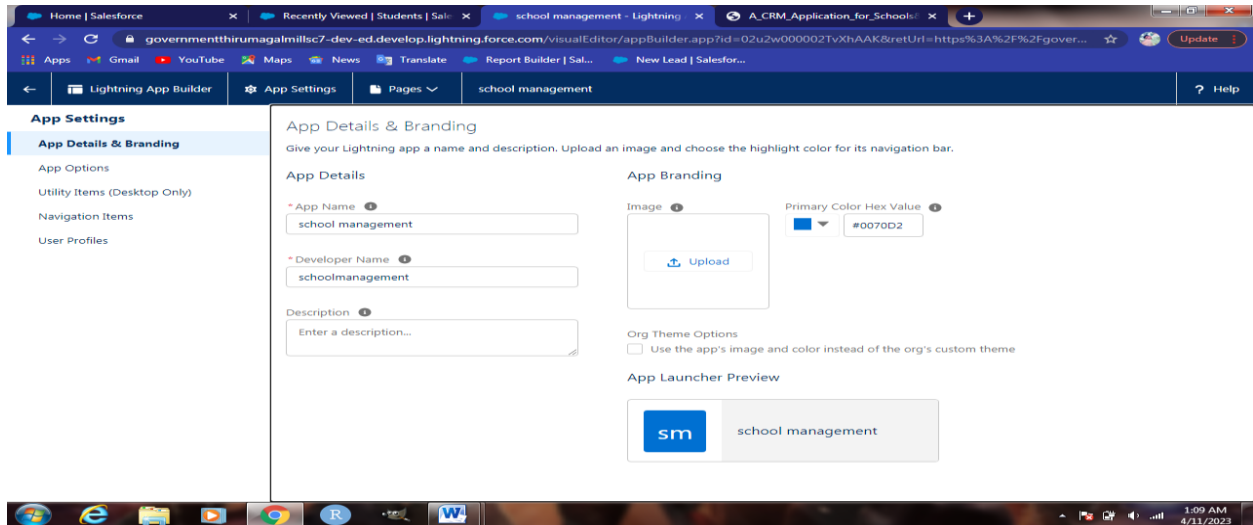 Home | Salesforce
Recently Viewed | Students | Sale
school management - Lightning
A_CRM_Application_for_Schools
governmentthirumagalmillsc7-dev-ed.develop.lightning.force.com/visualEditor/appBuilder.app?id=02u2w000002TvXhAAK&retUrl=https%3A%2F%2Fgover...
Update
Apps Gmail YouTube Maps News Translate Report Builder | Sal... New Lead | Salesfor...
Lightning App Builder App Settings Pages school management ? Help
App Settings
App Details & Branding
App Options
Utility Items (Desktop Only)
Navigation Items
User Profiles
App Details & Branding
Give your Lightning app a name and description. Upload an image and choose the highlight color for its navigation bar.
App Details
*App Name
school management
*Developer Name
schoolmanagement
Description
Enter a description...
App Branding
Image
Upload
Primary Color Hex Value
#0070D2
Org Theme Options
Use the app's image and color instead of the org's custom theme
App Launcher Preview
sm school management
R
W
1:09 AM
4/11/2023